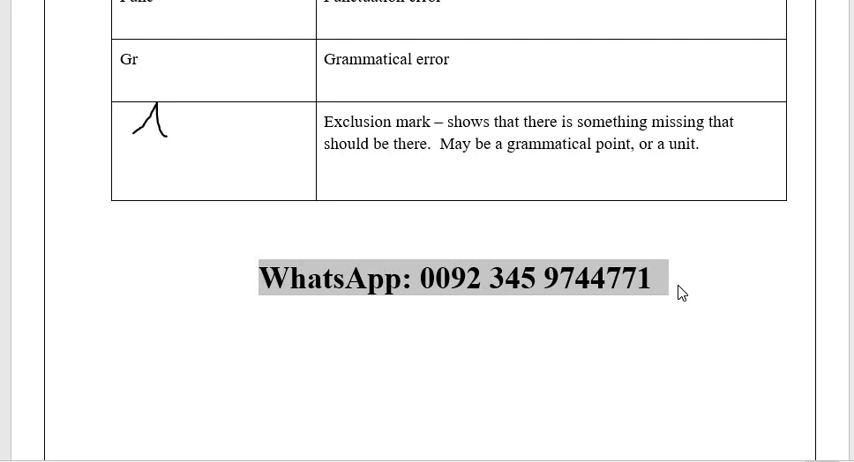 Gr
Grammatical error
Exclusion mark – shows that there is something missing that
should be there.  May be a grammatical point, or a unit.
WhatsApp: 0092 345 9744771